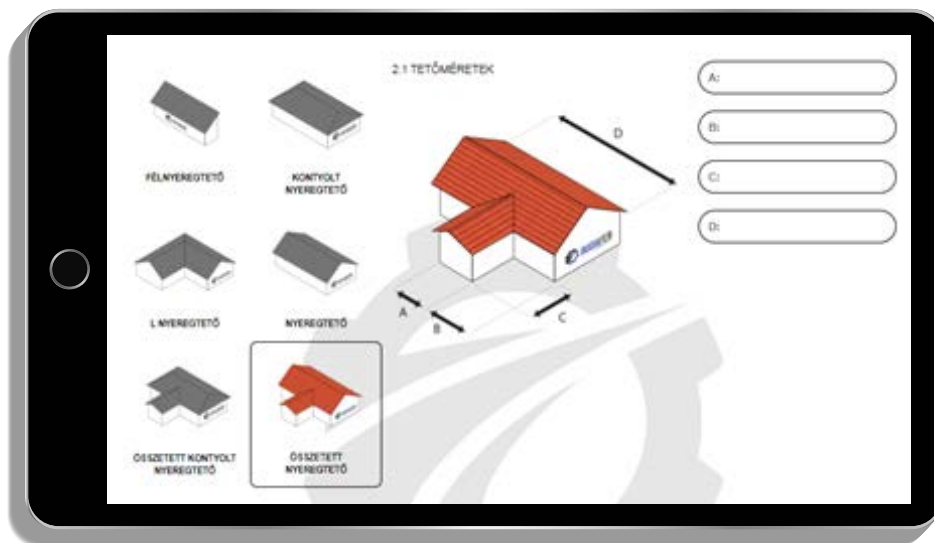 2.1 TETŐMÉRETEK
FÉLNYEREGTETŐ
KONTYOLT
NYEREGTETŐ
L NYEREGTETŐ
NYEREGTETŐ
ÖSSZETETT KONTYOLT
NYEREGTETŐ
ÖSSZETETT
NYEREGTETŐ
D
A
B
C
A:
B:
C:
D: